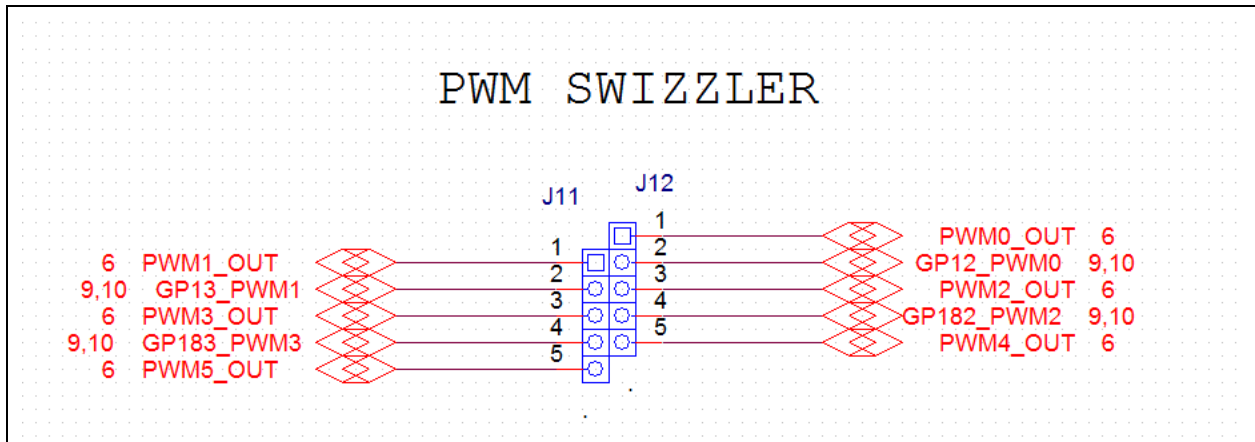 PWM SWIZZLER
J11 J12
1 PWM0_OUT 6
6 PWM1_OUT 1 2 GP12_PWM0 9,10
9,10 GP13_PWM1 2 3 PWM2_OUT 6
6 PWM3_OUT 3 4 GP182_PWM2 9,10
9,10 GP183_PWM3 4 5 PWM4_OUT 6
6 PWM5_OUT 5